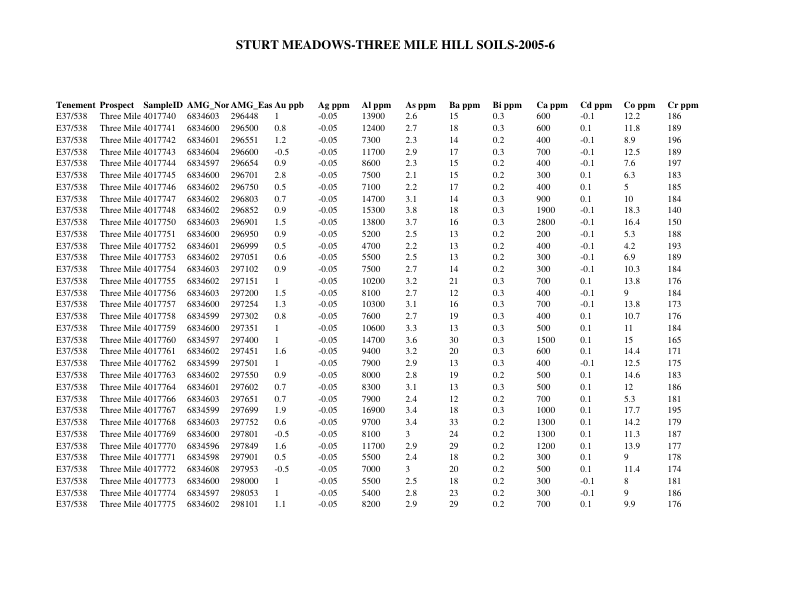 STURT MEADOWS-THREE MILE HILL SOILS-2005-6
Tenement Prospect SampleID AMG_Nor AMG_Eas Au ppb Ag ppm Al ppm As ppm Ba ppm Bi ppm Ca ppm Cd ppm Co ppm Cr ppm
E37/538 Three Mile 4017740 6834603 296448 1 -0.05 13900 2.6 15 0.3 600 -0.1 12.2 186
E37/538 Three Mile 4017741 6834600 296500 0.8 -0.05 12400 2.7 18 0.3 600 0.1 11.8 189
E37/538 Three Mile 4017742 6834601 296551 1.2 -0.05 7300 2.3 14 0.2 400 -0.1 8.9 196
E37/538 Three Mile 4017743 6834604 296600 -0.5 -0.05 11700 2.9 17 0.3 700 -0.1 12.5 189
E37/538 Three Mile 4017744 6834597 296654 0.9 -0.05 8600 2.3 15 0.2 400 -0.1 7.6 197
E37/538 Three Mile 4017745 6834600 296701 2.8 -0.05 7500 2.1 15 0.2 300 0.1 6.3 183
E37/538 Three Mile 4017746 6834602 296750 0.5 -0.05 7100 2.2 17 0.2 400 0.1 5 185
E37/538 Three Mile 4017747 6834602 296803 0.7 -0.05 14700 3.1 14 0.3 900 0.1 10 184
E37/538 Three Mile 4017748 6834602 296852 0.9 -0.05 15300 3.8 18 0.3 1900 -0.1 18.3 140
E37/538 Three Mile 4017750 6834603 296901 1.5 -0.05 13800 3.7 16 0.3 2800 -0.1 16.4 150
E37/538 Three Mile 4017751 6834600 296950 0.9 -0.05 5200 2.5 13 0.2 200 -0.1 5.3 188
E37/538 Three Mile 4017752 6834601 296999 0.5 -0.05 4700 2.2 13 0.2 400 -0.1 4.2 193
E37/538 Three Mile 4017753 6834602 297051 0.6 -0.05 5500 2.5 13 0.2 300 -0.1 6.9 189
E37/538 Three Mile 4017754 6834603 297102 0.9 -0.05 7500 2.7 14 0.2 300 -0.1 10.3 184
E37/538 Three Mile 4017755 6834602 297151 1 -0.05 10200 3.2 21 0.3 700 0.1 13.8 176
E37/538 Three Mile 4017756 6834603 297200 1.5 -0.05 8100 2.7 12 0.3 400 -0.1 9 184
E37/538 Three Mile 4017757 6834600 297254 1.3 -0.05 10300 3.1 16 0.3 700 -0.1 13.8 173
E37/538 Three Mile 4017758 6834599 297302 0.8 -0.05 7600 2.7 19 0.3 400 0.1 10.7 176
E37/538 Three Mile 4017759 6834600 297351 1 -0.05 10600 3.3 13 0.3 500 0.1 11 184
E37/538 Three Mile 4017760 6834597 297400 1 -0.05 14700 3.6 30 0.3 1500 0.1 15 165
E37/538 Three Mile 4017761 6834602 297451 1.6 -0.05 9400 3.2 20 0.3 600 0.1 14.4 171
E37/538 Three Mile 4017762 6834599 297501 1 -0.05 7900 2.9 13 0.3 400 -0.1 12.5 175
E37/538 Three Mile 4017763 6834602 297550 0.9 -0.05 8000 2.8 19 0.2 500 0.1 14.6 183
E37/538 Three Mile 4017764 6834601 297602 0.7 -0.05 8300 3.1 13 0.3 500 0.1 12 186
E37/538 Three Mile 4017766 6834603 297651 0.7 -0.05 7900 2.4 12 0.2 700 0.1 5.3 181
E37/538 Three Mile 4017767 6834599 297699 1.9 -0.05 16900 3.4 18 0.3 1000 0.1 17.7 195
E37/538 Three Mile 4017768 6834603 297752 0.6 -0.05 9700 3.4 33 0.2 1300 0.1 14.2 179
E37/538 Three Mile 4017769 6834600 297801 -0.5 -0.05 8100 3 24 0.2 1300 0.1 11.3 187
E37/538 Three Mile 4017770 6834596 297849 1.6 -0.05 11700 2.9 29 0.2 1200 0.1 13.9 177
E37/538 Three Mile 4017771 6834598 297901 0.5 -0.05 5500 2.4 18 0.2 300 0.1 9 178
E37/538 Three Mile 4017772 6834608 297953 -0.5 -0.05 7000 3 20 0.2 500 0.1 11.4 174
E37/538 Three Mile 4017773 6834600 298000 1 -0.05 5500 2.5 18 0.2 300 -0.1 8 181
E37/538 Three Mile 4017774 6834597 298053 1 -0.05 5400 2.8 23 0.2 300 -0.1 9 186
E37/538 Three Mile 4017775 6834602 298101 1.1 -0.05 8200 2.9 29 0.2 700 0.1 9.9 176